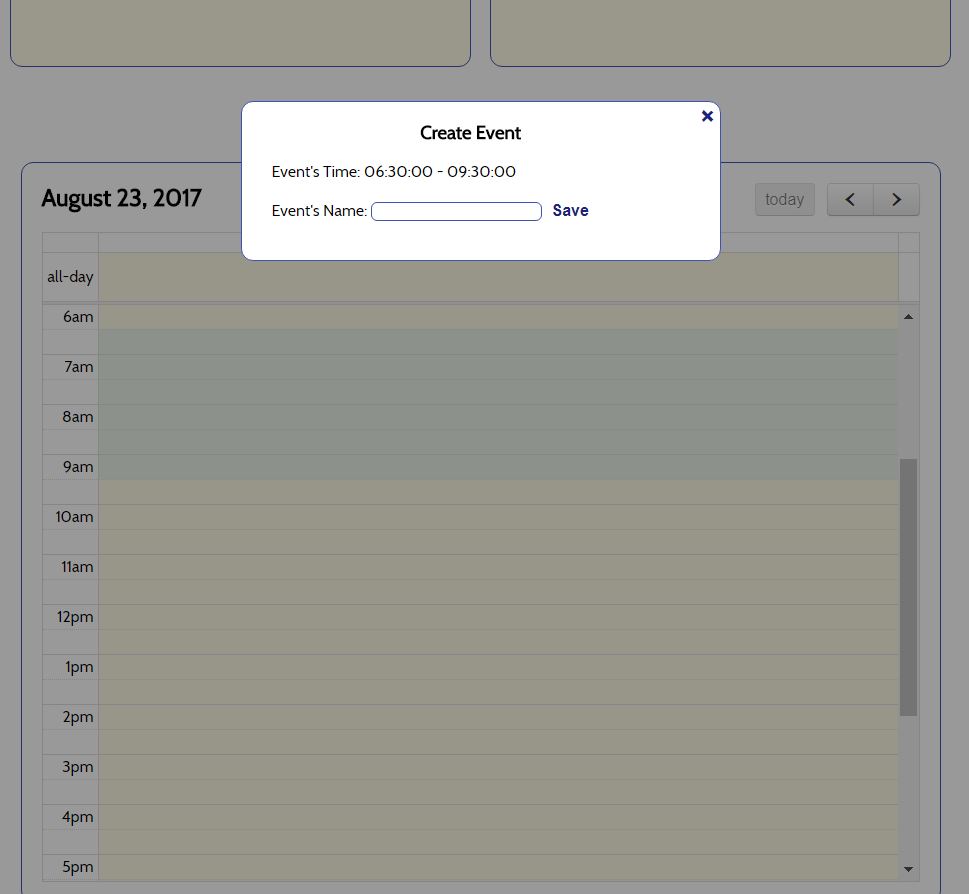 Create Event
Event's Time: 06:30:00 - 09:30:00
Event's Name: Save
August 23, 2017 today
all-day
6am
7am
8am
9am
10am
11am
12pm
1pm
2pm
3pm
4pm
5pm